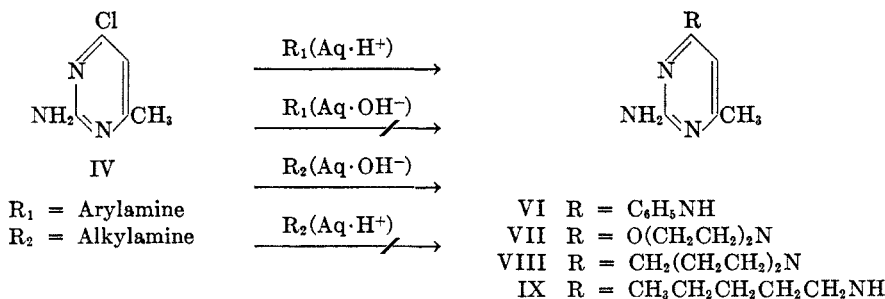 Cl
N
NH₂
N
CH₃
IV
R₁ = Arylamine
R₂ = Alkylamine
R₁(Aq·H⁺)
R₁(Aq·OH⁻)
R₂(Aq·OH⁻)
R₂(Aq·H⁺)
R
N
NH₂
N
CH₃
VI R = C₆H₅NH
VII R = O(CH₂CH₂)₂N
VIII R = CH₂(CH₂CH₂)₂N
IX R = CH₃CH₂CH₂CH₂CH₂NH